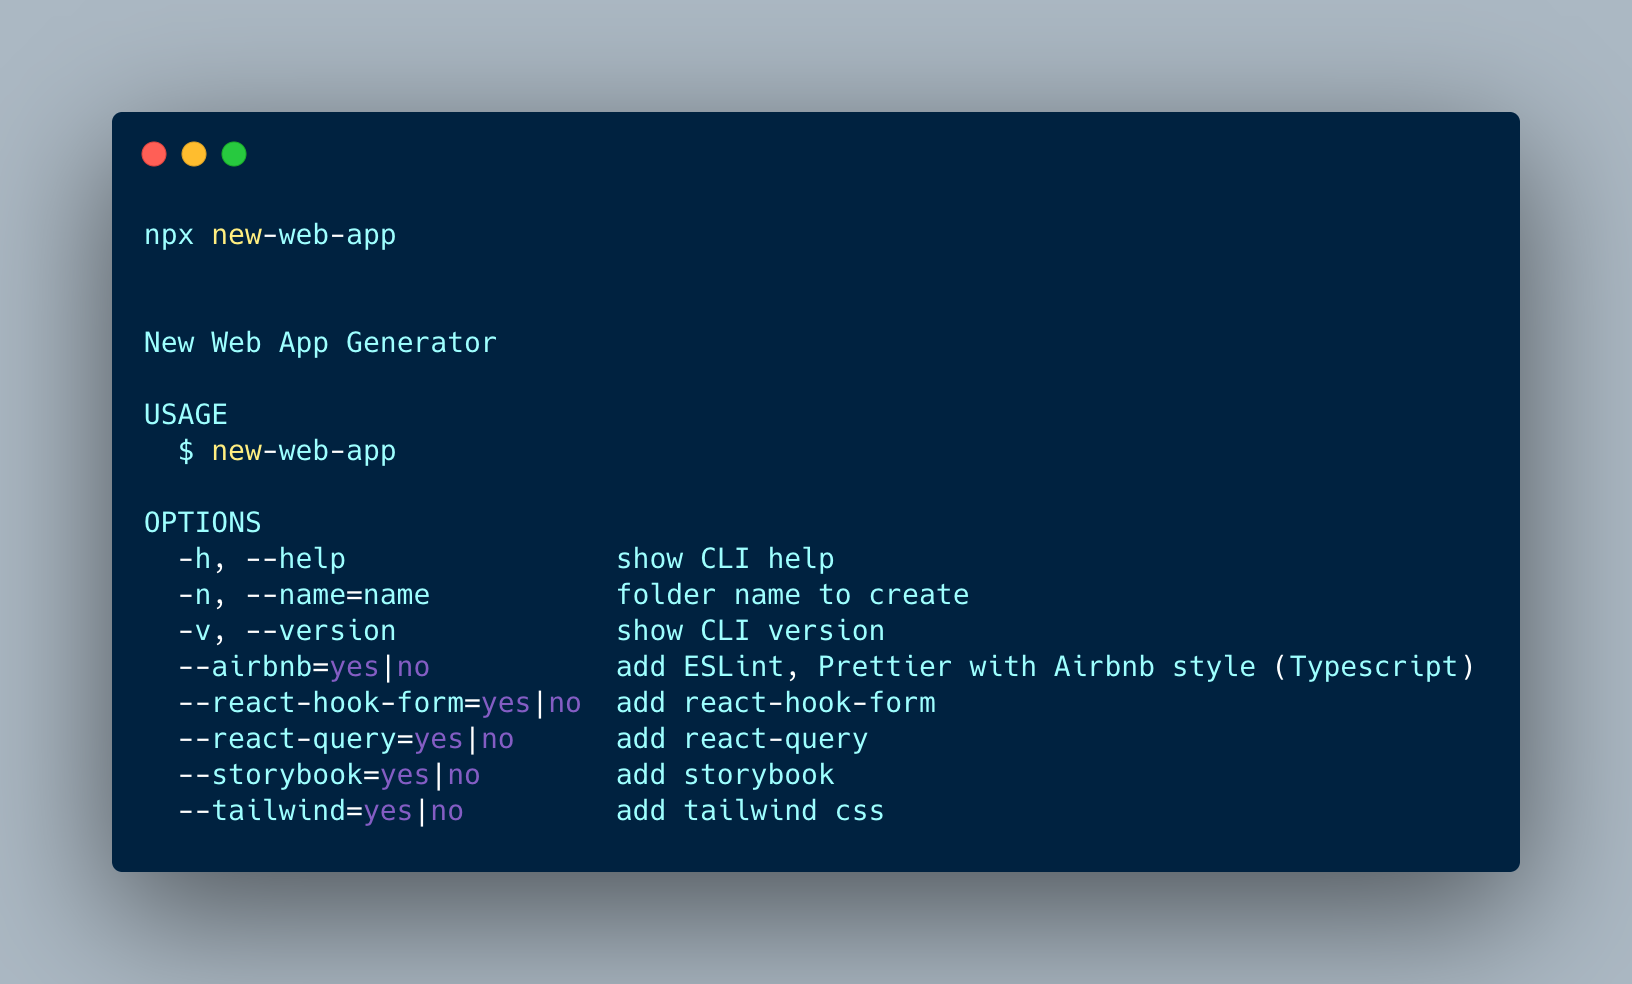 npx new-web-app
New Web App Generator
USAGE
  $ new-web-app
OPTIONS
  -h, --help                show CLI help
  -n, --name=name           folder name to create
  -v, --version             show CLI version
  --airbnb=yes|no           add ESLint, Prettier with Airbnb style (Typescript)
  --react-hook-form=yes|no  add react-hook-form
  --react-query=yes|no      add react-query
  --storybook=yes|no        add storybook
  --tailwind=yes|no         add tailwind css